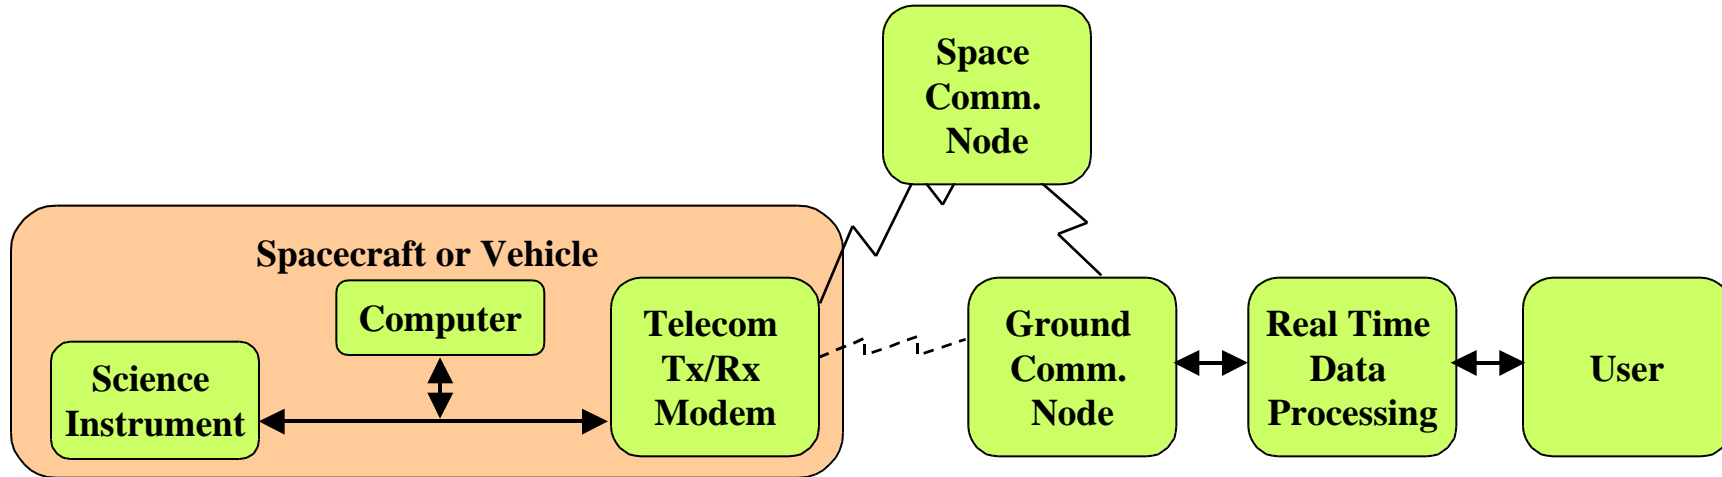 Space
Comm.
Node
Spacecraft or Vehicle
Computer
Science
Instrument
Telecom
Tx/Rx
Modem
Ground
Comm.
Node
Real Time
Data
Processing
User